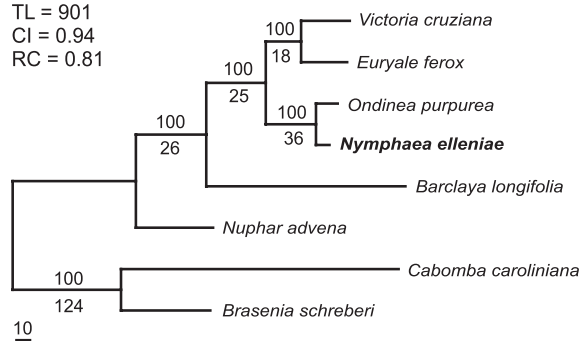 TL = 901
CI = 0.94
RC = 0.81
100
18
Victoria cruziana
Euryale ferox
100
25
100
36
Ondinea purpurea
Nymphaea elleniae
100
26
Barclaya longifolia
Nuphar advena
100
124
Cabomba caroliniana
Brasenia schreberi
10